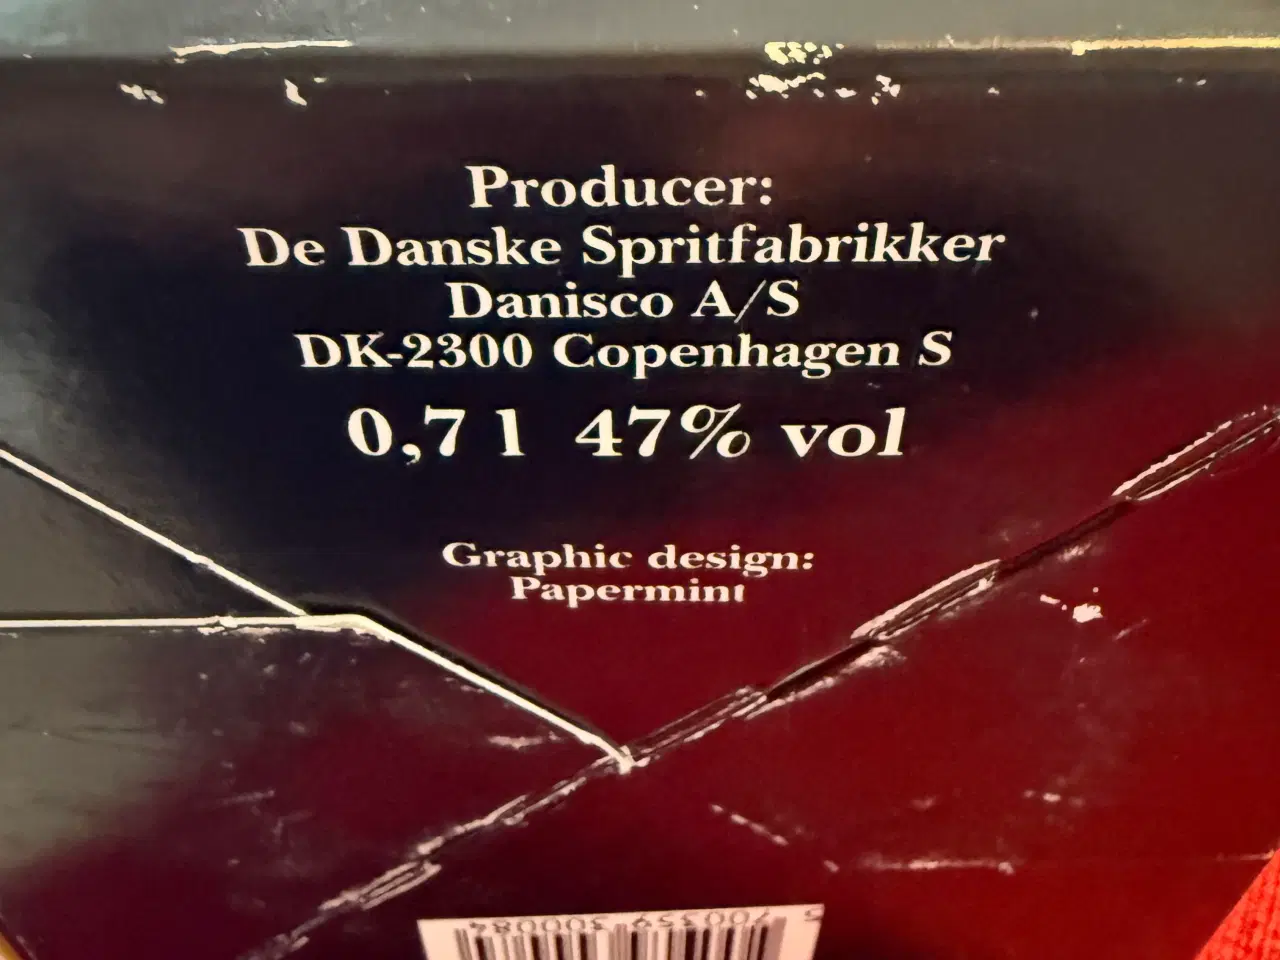 Producer:
De Danske Spritfabrikker
Danisco A/S
DK-2300 Copenhagen S
0,7 l 47% vol
Graphic design:
Papermint